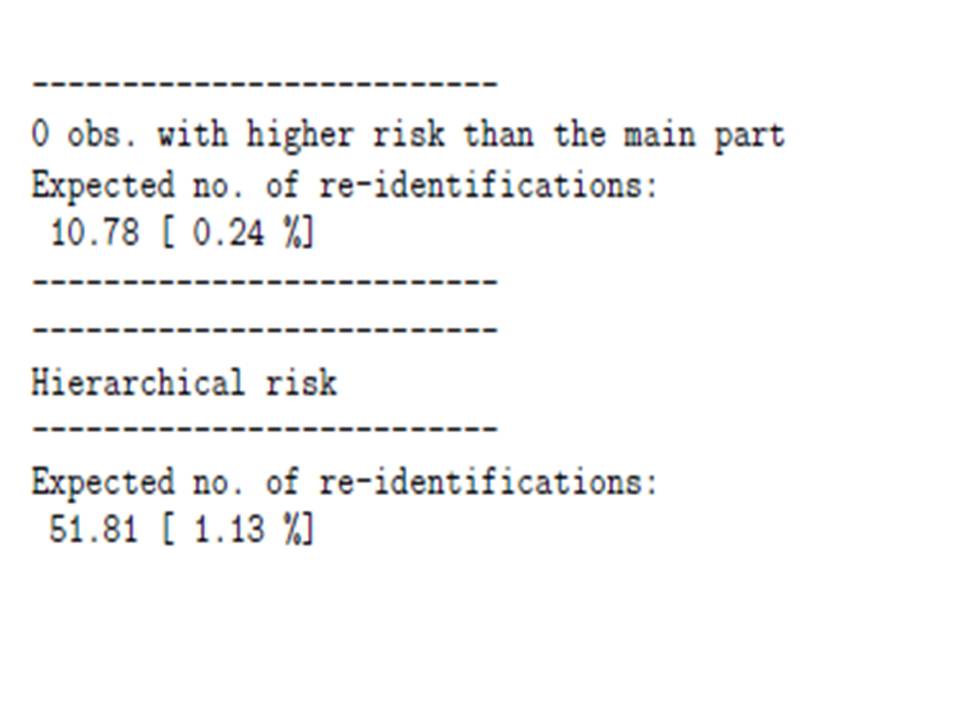 --------------------------
0 obs. with higher risk than the main part
Expected no. of re-identifications:
 10.78 [ 0.24 %]
--------------------------
--------------------------
Hierarchical risk
--------------------------
Expected no. of re-identifications:
 51.81 [ 1.13 %]